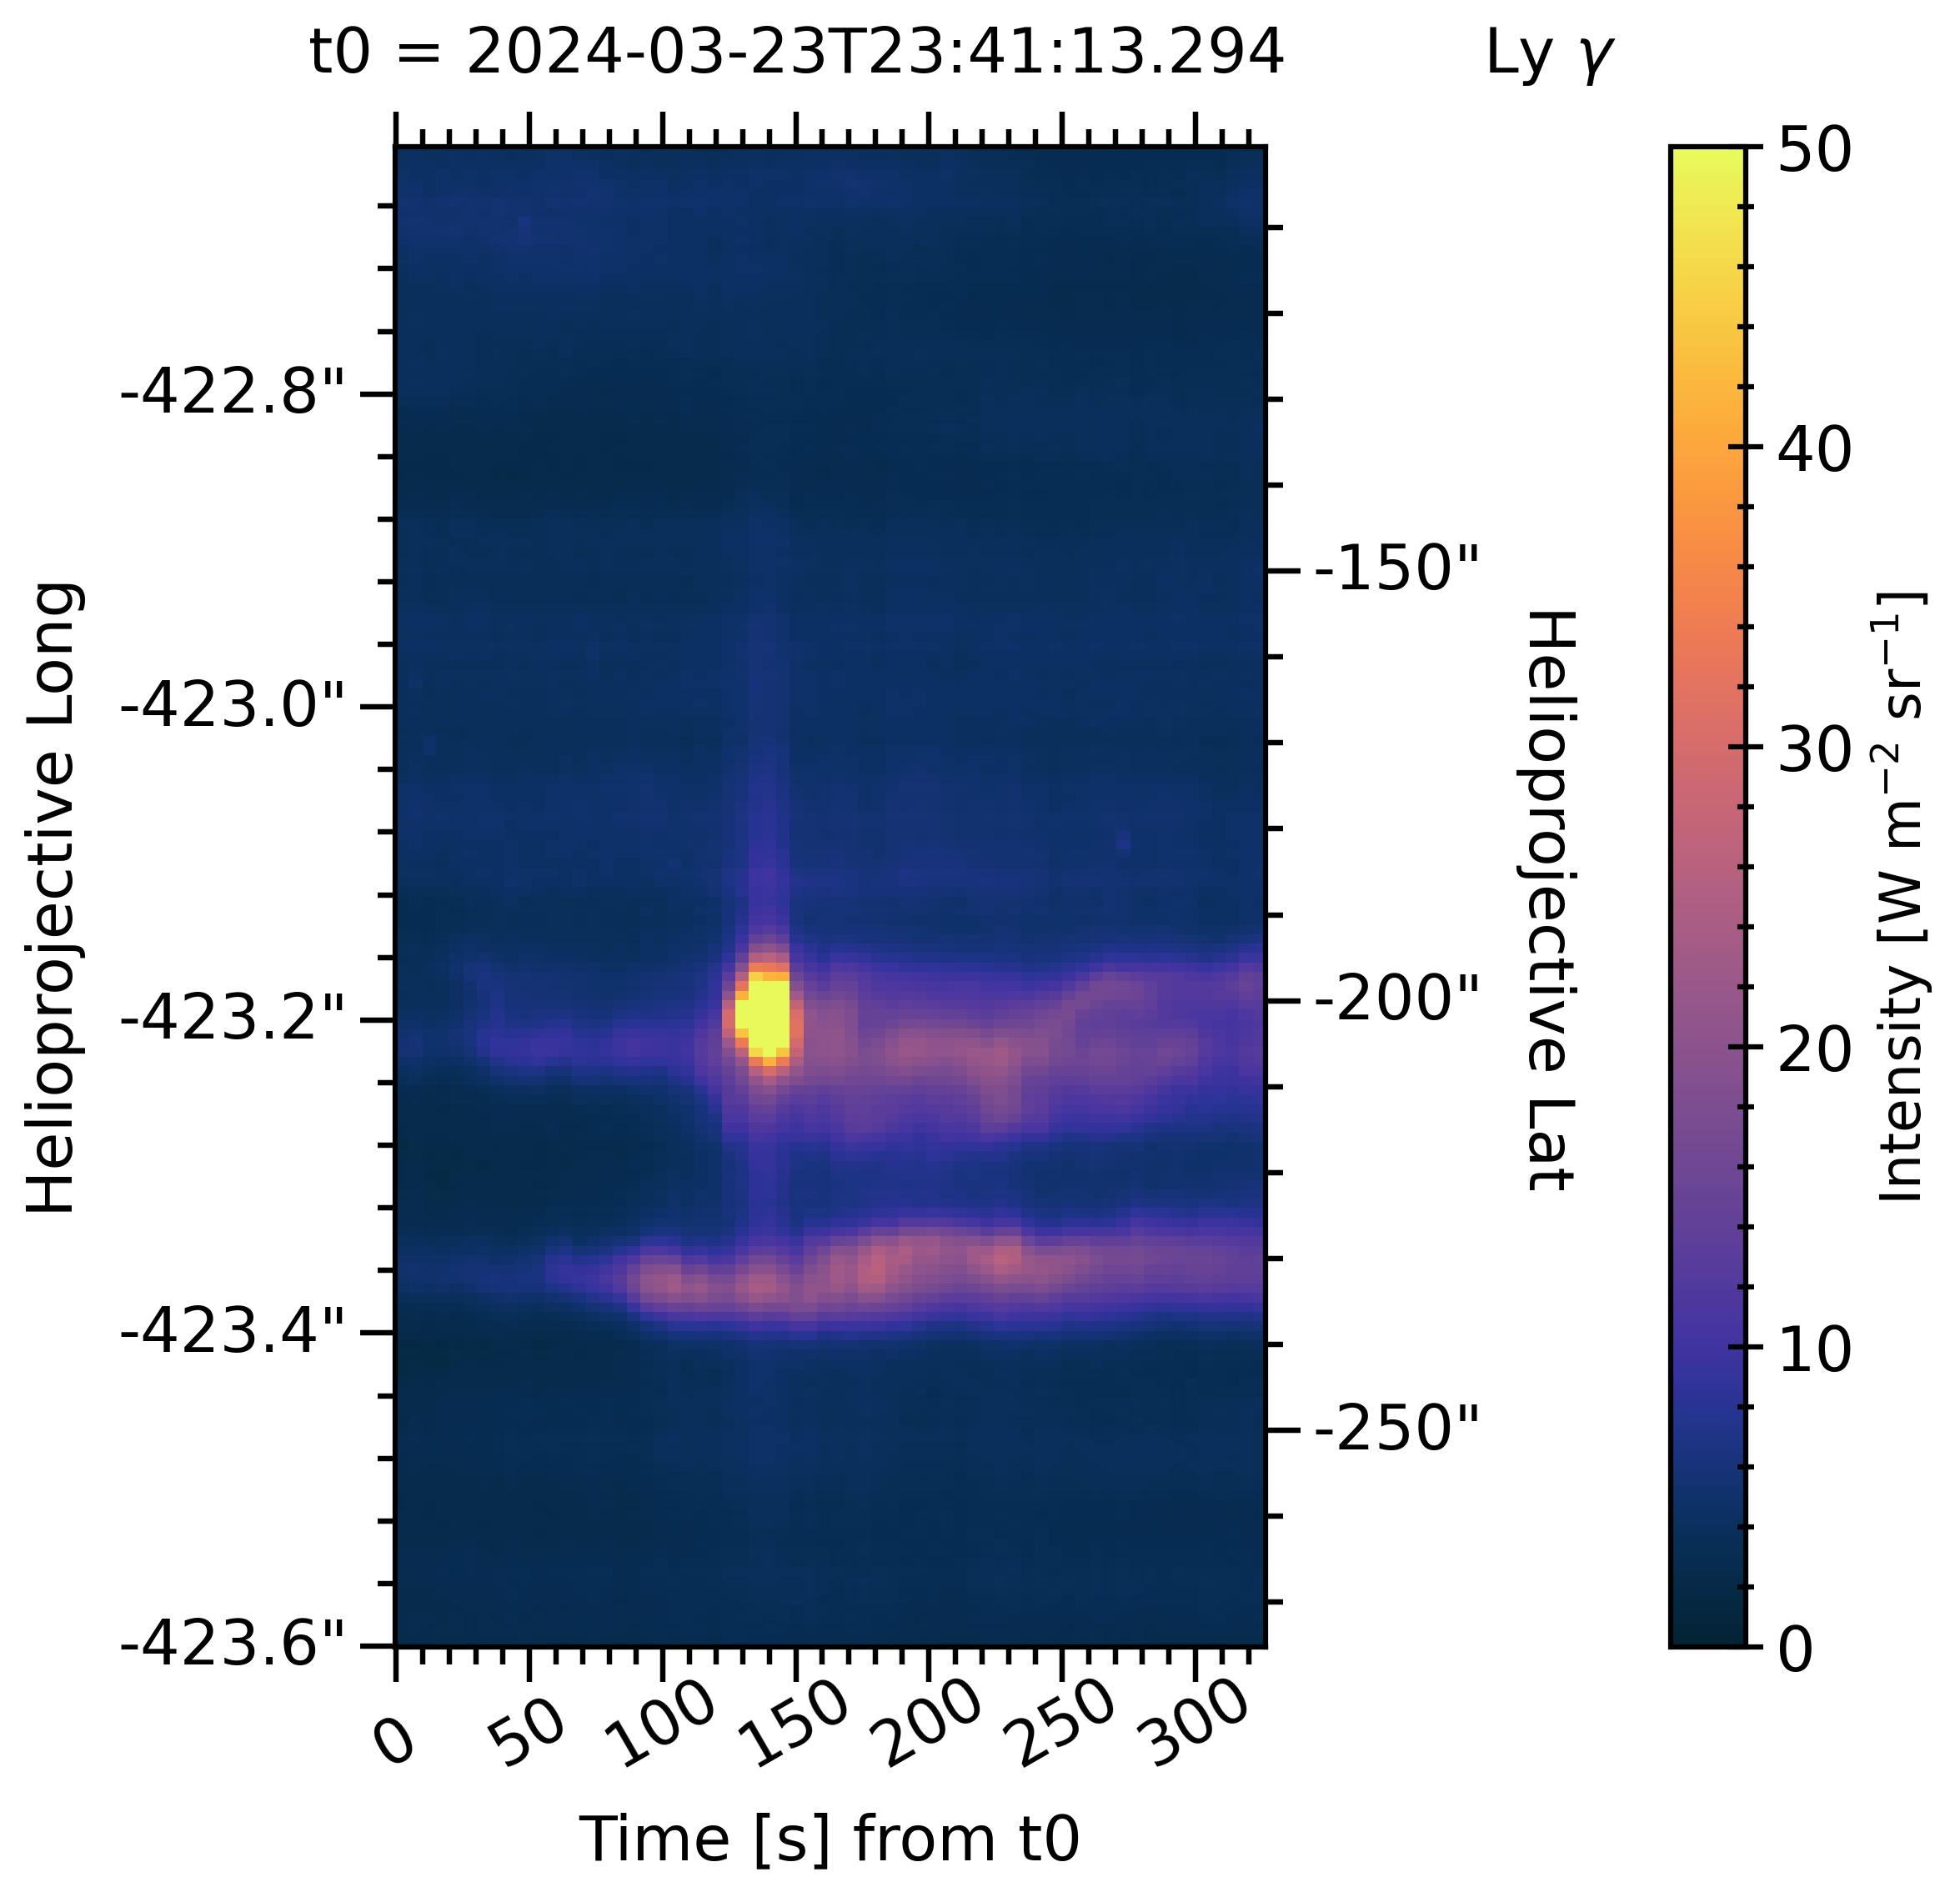 t0 = 2024-03-23T23:41:13.294
Ly γ
Helioprojective Long
-422.8"
-423.0"
-423.2"
-423.4"
-423.6"
0 50 100 150 200 250 300
Time [s] from t0
-150"
-200"
-250"
Helioprojective Lat
50
40
30
20
10
0
Intensity [W m⁻² sr⁻¹]